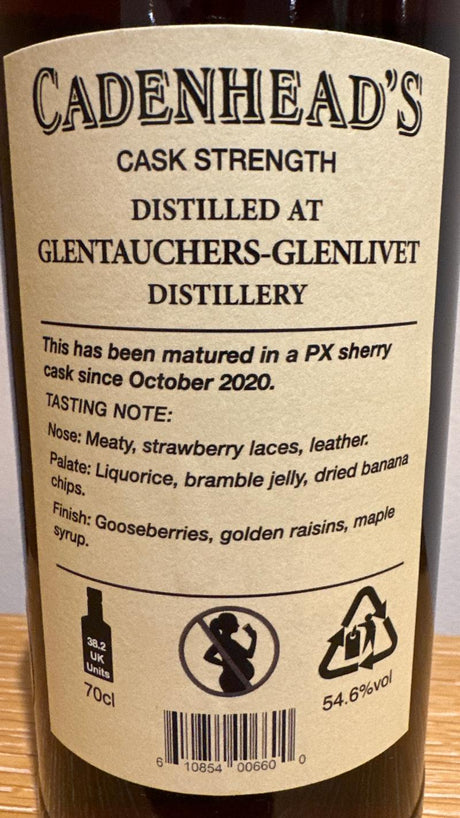 CADENHEAD'S
CASK STRENGTH
DISTILLED AT
GLENTAUCHERS-GLENLIVET
DISTILLERY
This has been matured in a PX sherry
cask since October 2020.
TASTING NOTE:
Nose: Meaty, strawberry laces, leather.
Palate: Liquorice, bramble jelly, dried banana
chips.
Finish: Gooseberries, golden raisins, maple
syrup.
38.2
UK
Units
70cl
54.6%vol
6 10854 00660 0